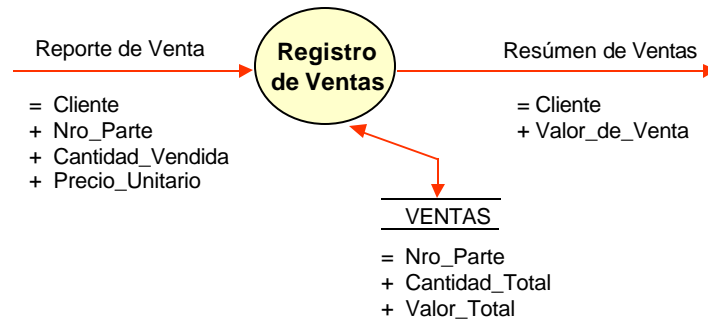 Reporte de Venta
= Cliente
+ Nro_Parte
+ Cantidad_Vendida
+ Precio_Unitario
Registro
de Ventas
Resúmen de Ventas
= Cliente
+ Valor_de_Venta
VENTAS
= Nro_Parte
+ Cantidad_Total
+ Valor_Total